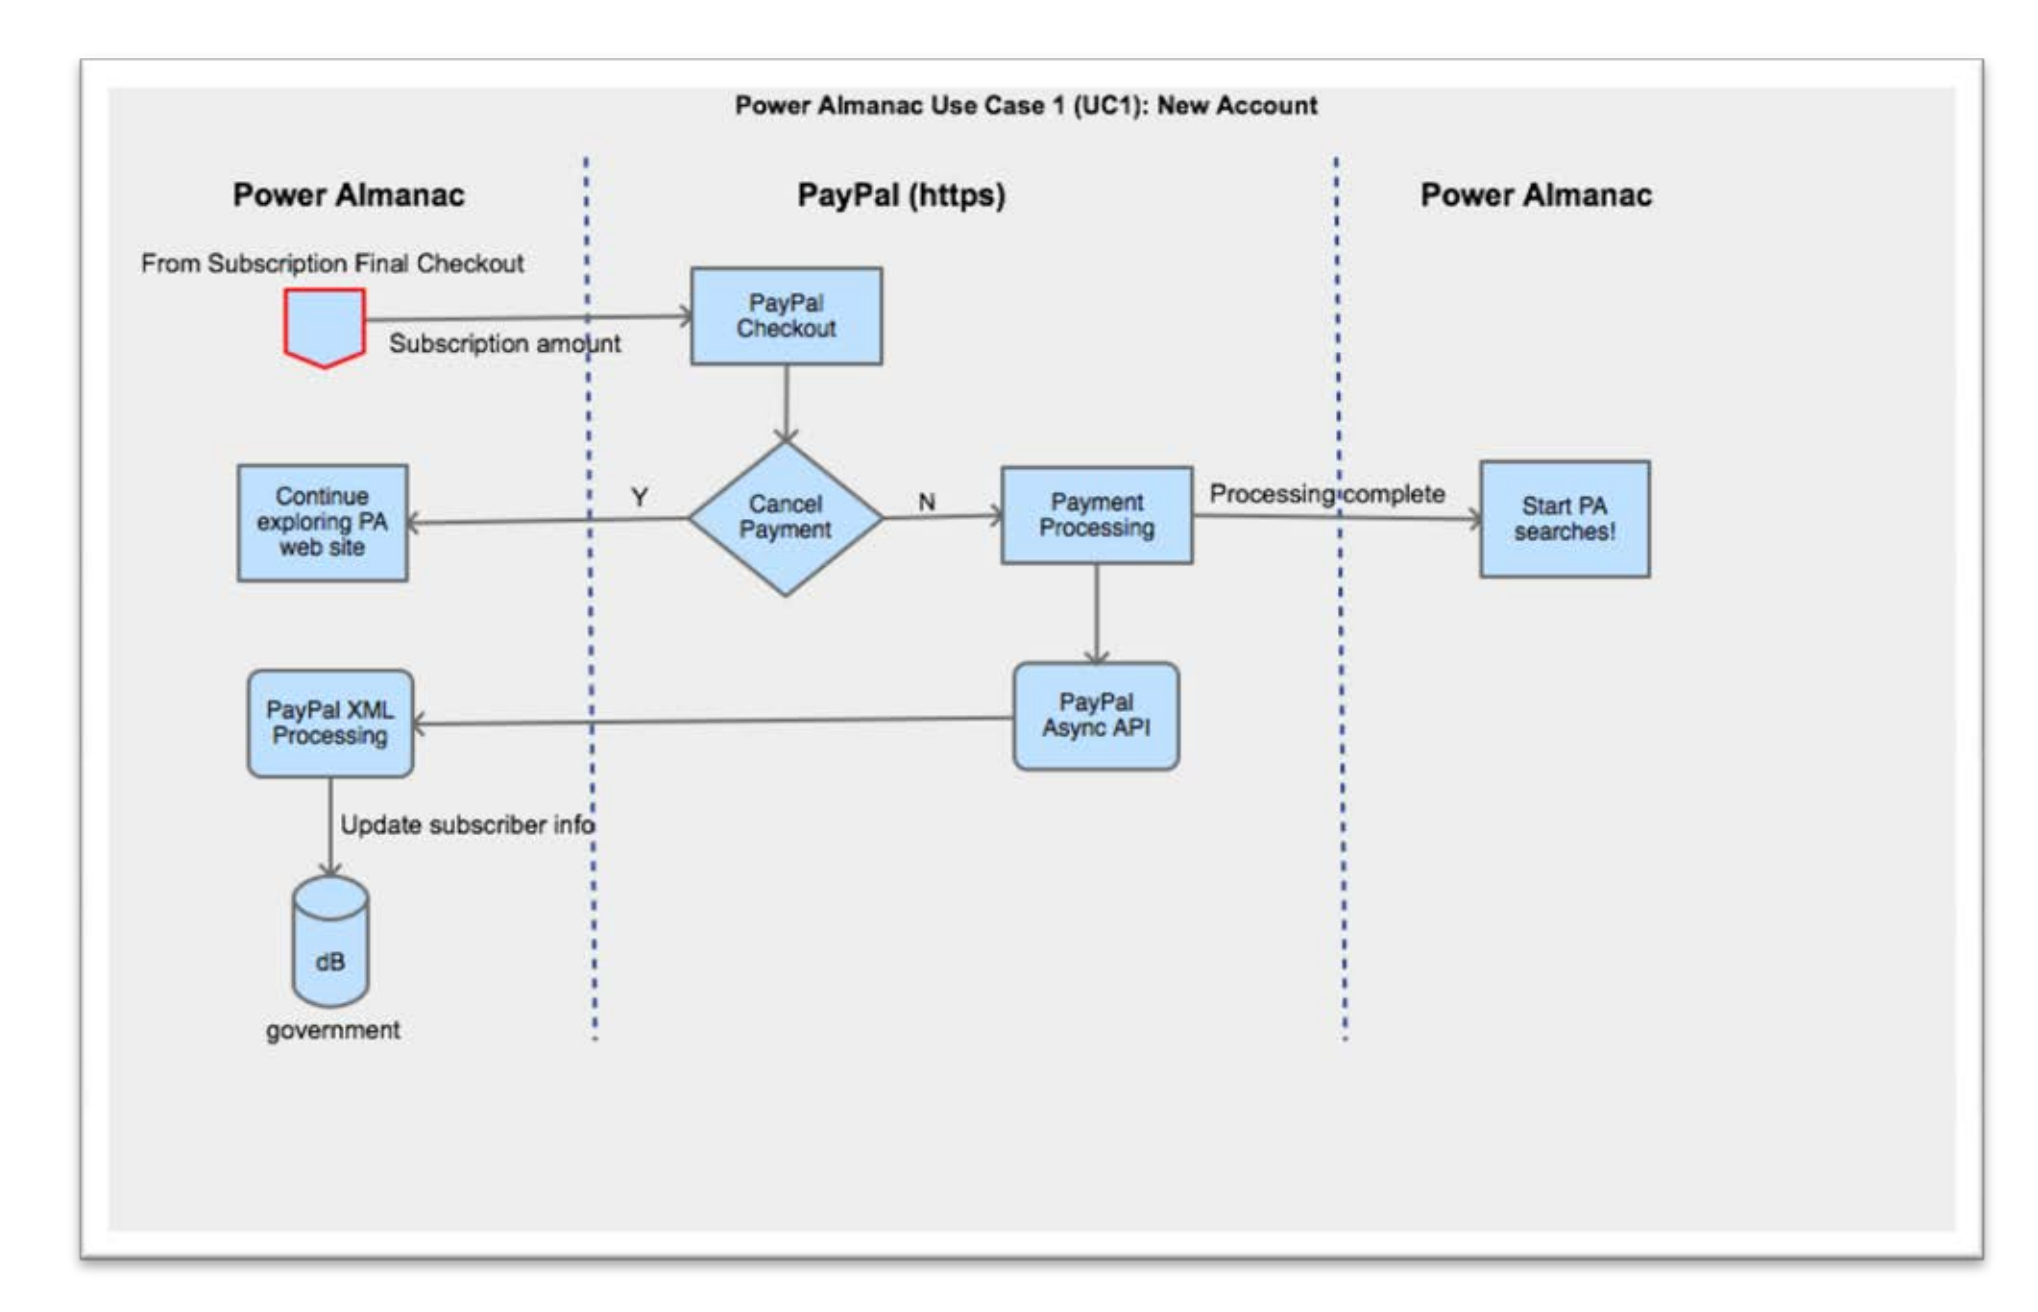 Power Almanac Use Case 1 (UC1): New Account
Power Almanac
PayPal (https)
Power Almanac
From Subscription Final Checkout
Subscription amount
PayPal
Checkout
Continue
exploring PA
web site
Y
Cancel
Payment
N
Payment
Processing
Processing complete
Start PA
searches!
PayPal XML
Processing
PayPal
Async API
Update subscriber info
dB
government